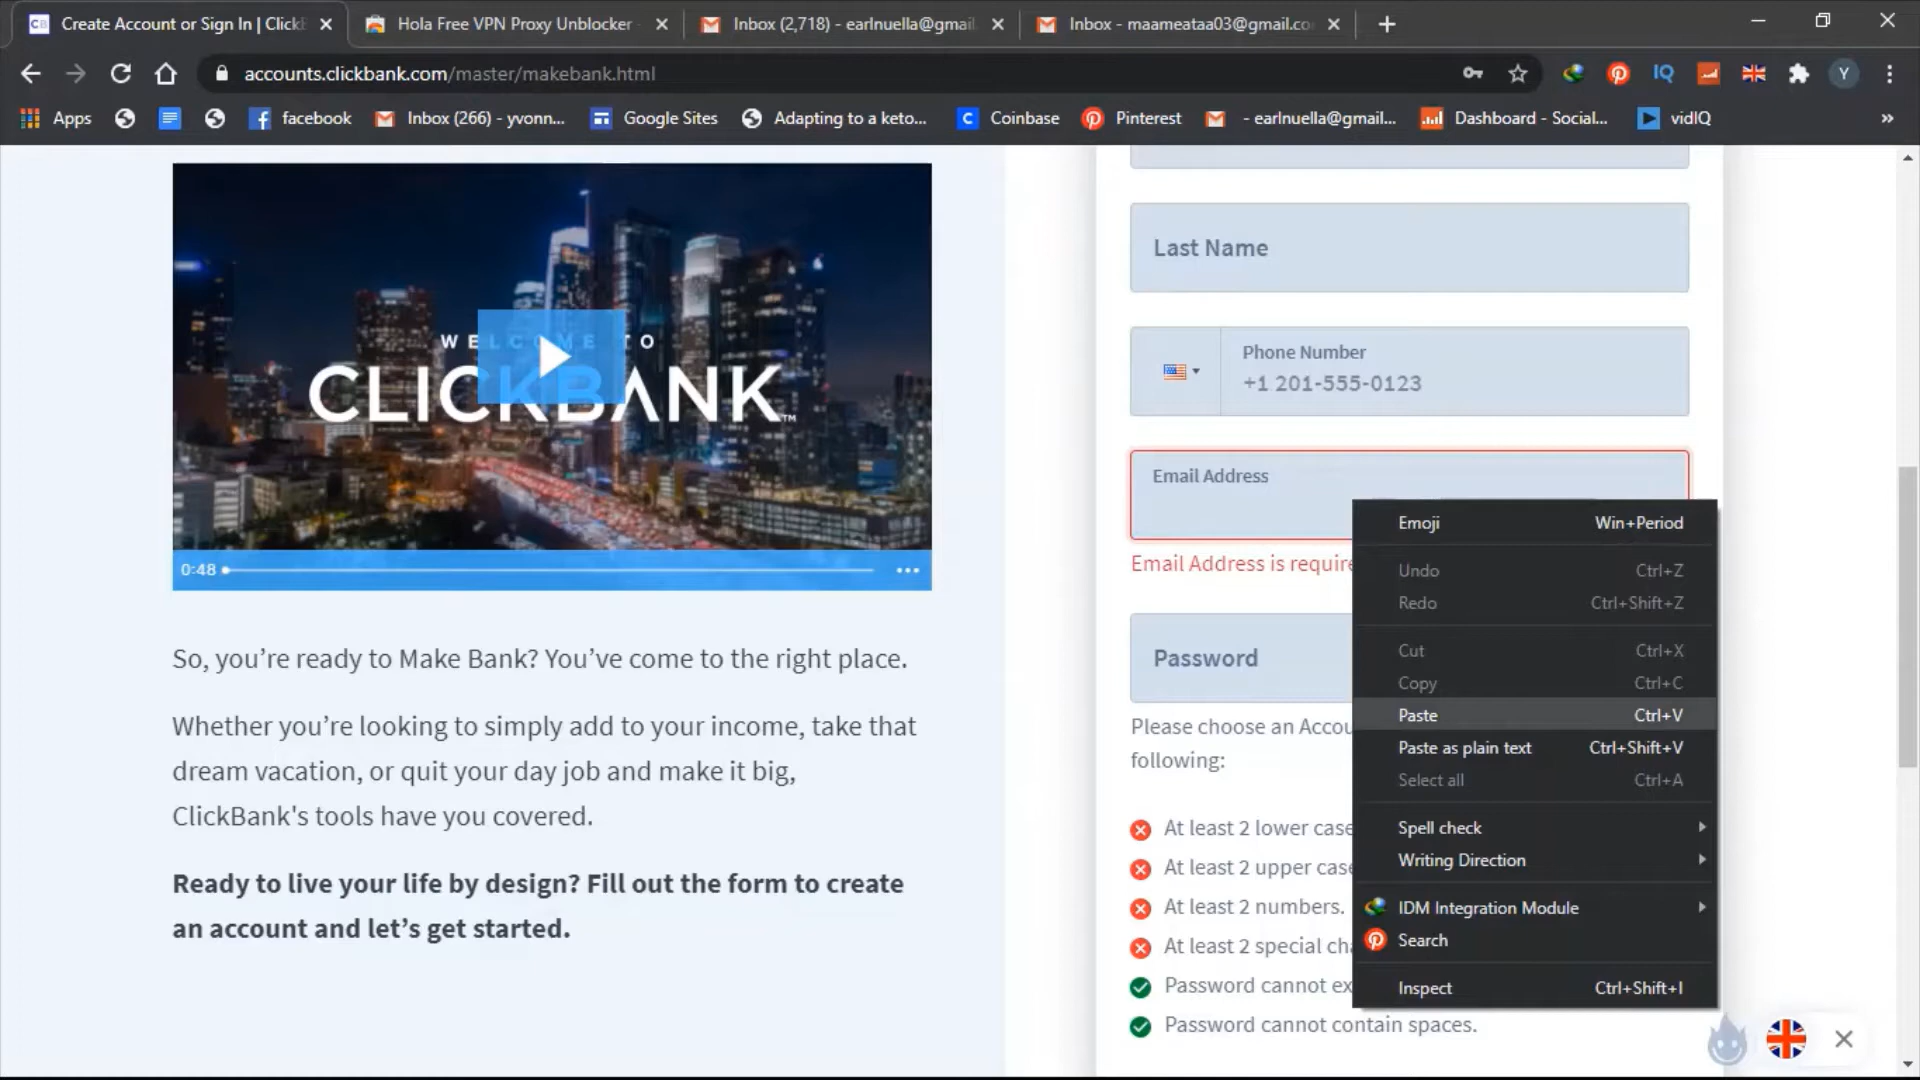 Create Account or Sign In | Click
Hola Free VPN Proxy Unblocker -
Inbox (2,718) - earlnuella@gmail.
Inbox - maameataa03@gmail.co
accounts.clickbank.com/master/makebank.html
IQ
Y
Apps
facebook
Inbox (266) - yvonn...
Google Sites
Adapting to a keto...
Coinbase
Pinterest
- earlnuella@gmail...
Dashboard - Social...
vidIQ
»
WELCOME TO
CLICKBANK™
0:48
So, you’re ready to Make Bank? You’ve come to the right place.
Whether you’re looking to simply add to your income, take that
dream vacation, or quit your day job and make it big,
ClickBank's tools have you covered.
Ready to live your life by design? Fill out the form to create
an account and let’s get started.
Last Name
Phone Number
+1 201-555-0123
Email Address
Email Address is require
Password
Please choose an Accou
following:
At least 2 lower case
At least 2 upper case
At least 2 numbers.
At least 2 special cha
Password cannot ex
Password cannot contain spaces.
Emoji Win+Period
Undo Ctrl+Z
Redo Ctrl+Shift+Z
Cut Ctrl+X
Copy Ctrl+C
Paste Ctrl+V
Paste as plain text Ctrl+Shift+V
Select all Ctrl+A
Spell check
Writing Direction
IDM Integration Module
Search
Inspect Ctrl+Shift+I